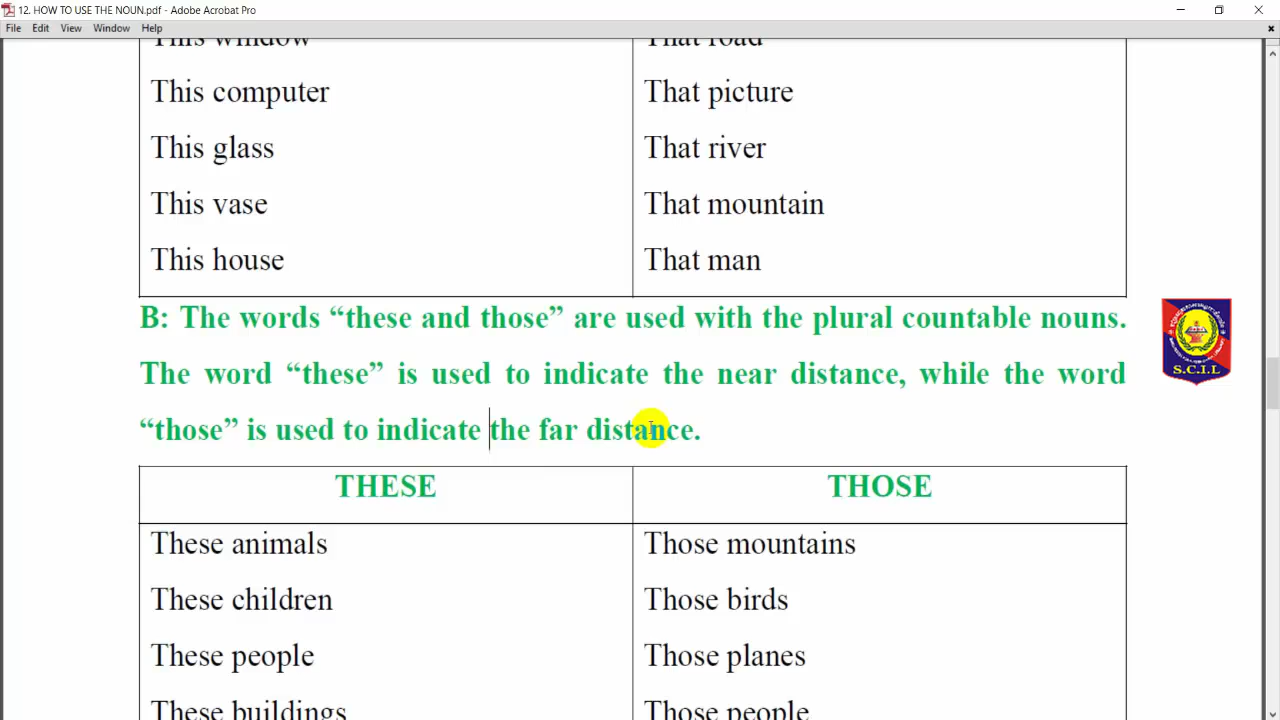 12. HOW TO USE THE NOUN.pdf - Adobe Acrobat Pro
File Edit View Window Help
This window That road
This computer That picture
This glass That river
This vase That mountain
This house That man
B: The words “these and those” are used with the plural countable nouns.
The word “these” is used to indicate the near distance, while the word
“those” is used to indicate the far distance.
S.C.I.L
THESE THOSE
These animals Those mountains
These children Those birds
These people Those planes
These buildings Those people